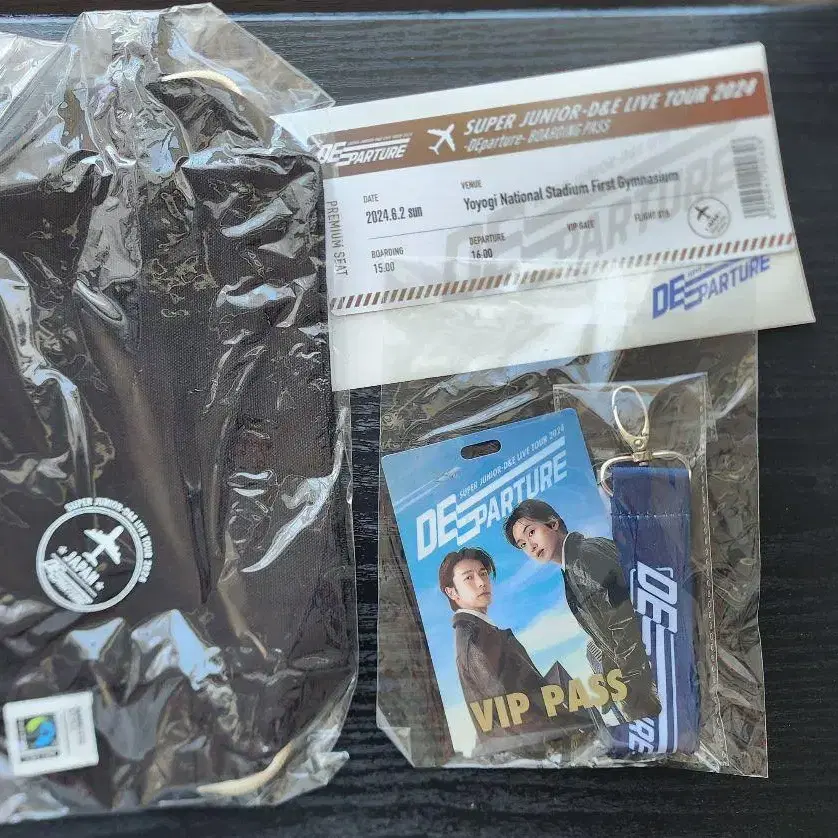 DEPARTURE
SUPER JUNIOR-D&E LIVE TOUR 2024
-DEparture- BOARDING PASS
PREMIUM SEAT
DATE
2024.6.2 sun
VENUE
Yoyogi National Stadium First Gymnasium
BOARDING
15:00
DEPARTURE
16:00
VIP GATE
FLIGHT
DEPARTURE
SUPER JUNIOR-D&E LIVE TOUR 2024
DEPARTURE
VIP PASS
DEPARTURE
SUPER JUNIOR-D&E LIVE TOUR 2024
JAPAN